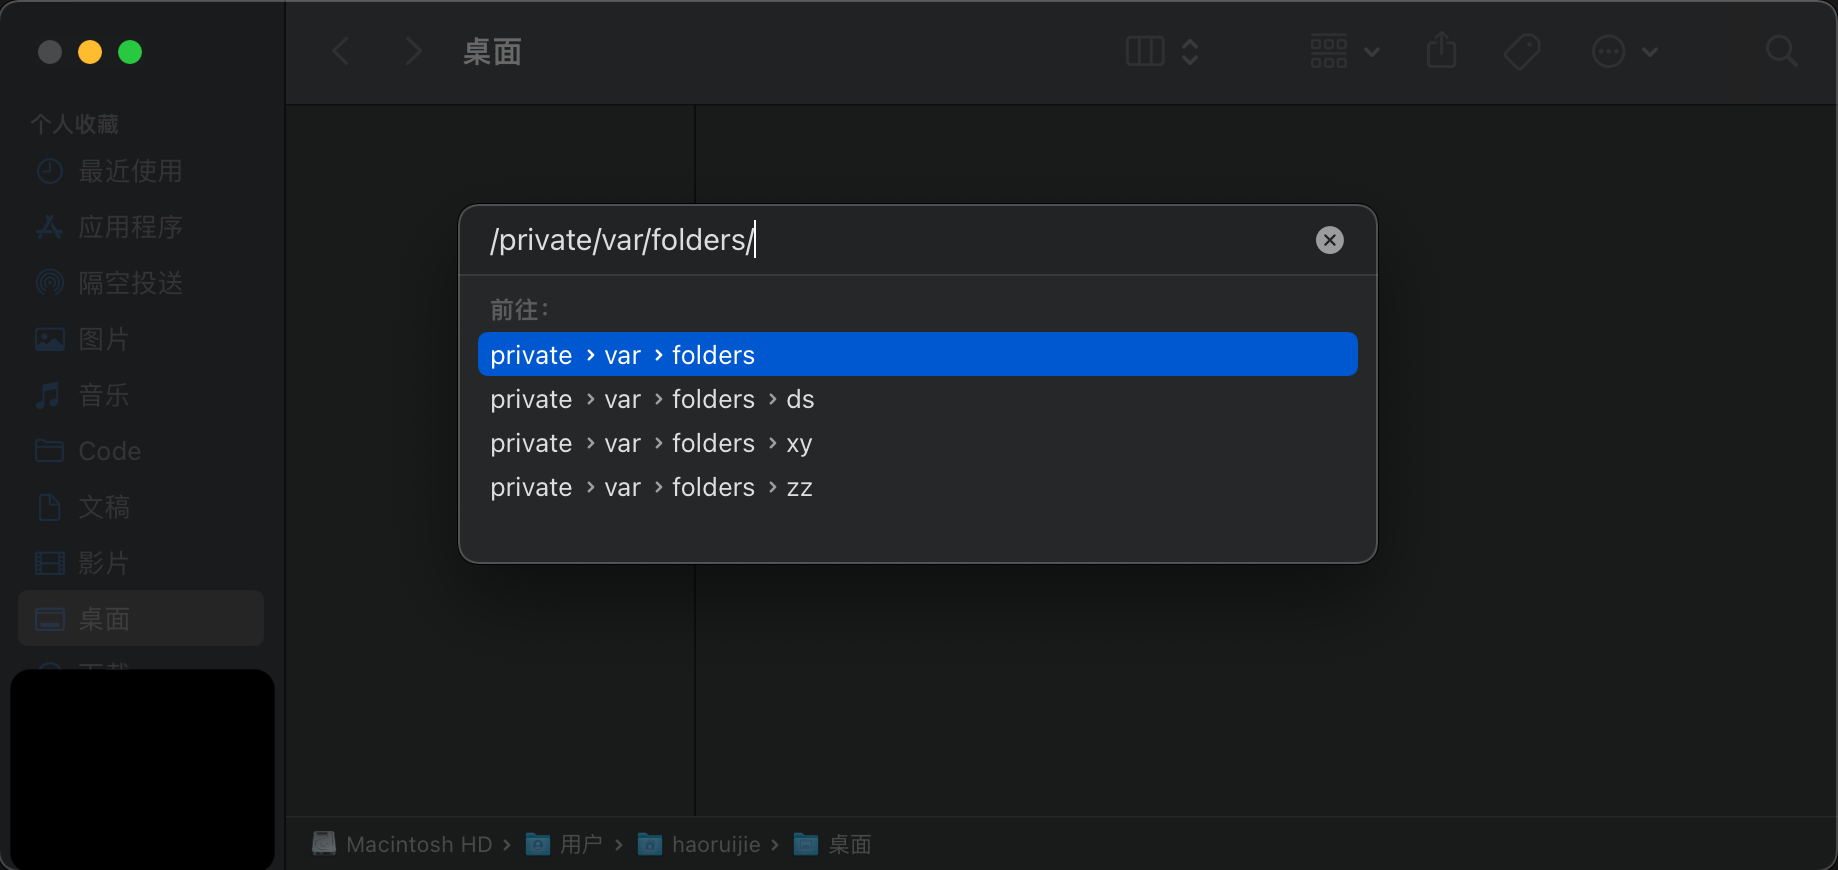 桌面
个人收藏
最近使用
应用程序
隔空投送
图片
音乐
Code
文稿
影片
桌面
/private/var/folders/
前往：
private › var › folders
private › var › folders › ds
private › var › folders › xy
private › var › folders › zz
Macintosh HD › 用户 › haoruijie › 桌面